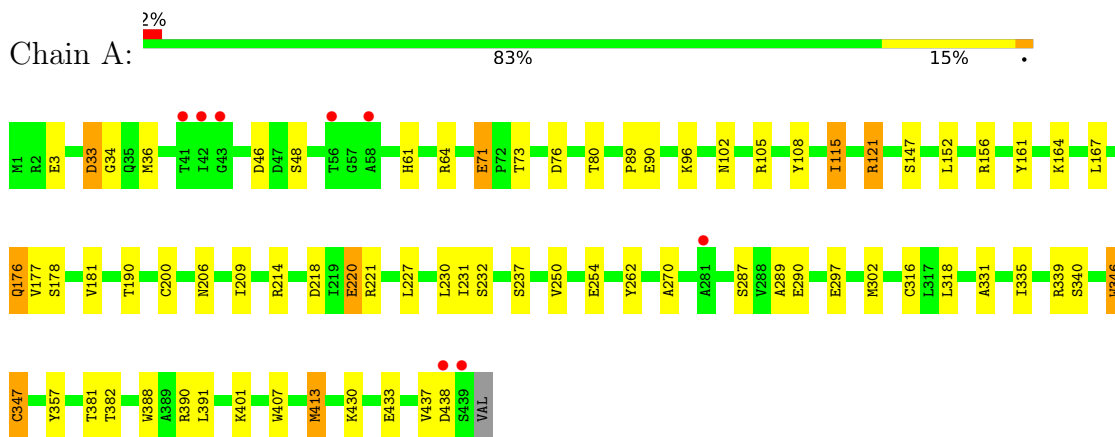 2%
Chain A:
83% 15% •
M1 R2 E3 D33 G34 Q35 M36 T41 I42 G43 D46 D47 S48 T56 G57 A58 H61 R64 E71 P72 T73 D76 T80 P89 E90 K96 N102 R105 Y108 I115 R121 S147 L152 R156 Y161 K164 L167
Q176 V177 S178 V181 T190 C200 N206 I209 R214 D218 I219 E220 R221 L227 L230 I231 S232 S237 V250 E254 Y262 A270 A281 S287 V288 A289 E290 E297 M302 C316 L317 L318 A331 I335 R339 S340 W346
C347 Y357 T381 T382 W388 A389 R390 L391 K401 W407 M413 K430 E433 V437 D438 S439 VAL